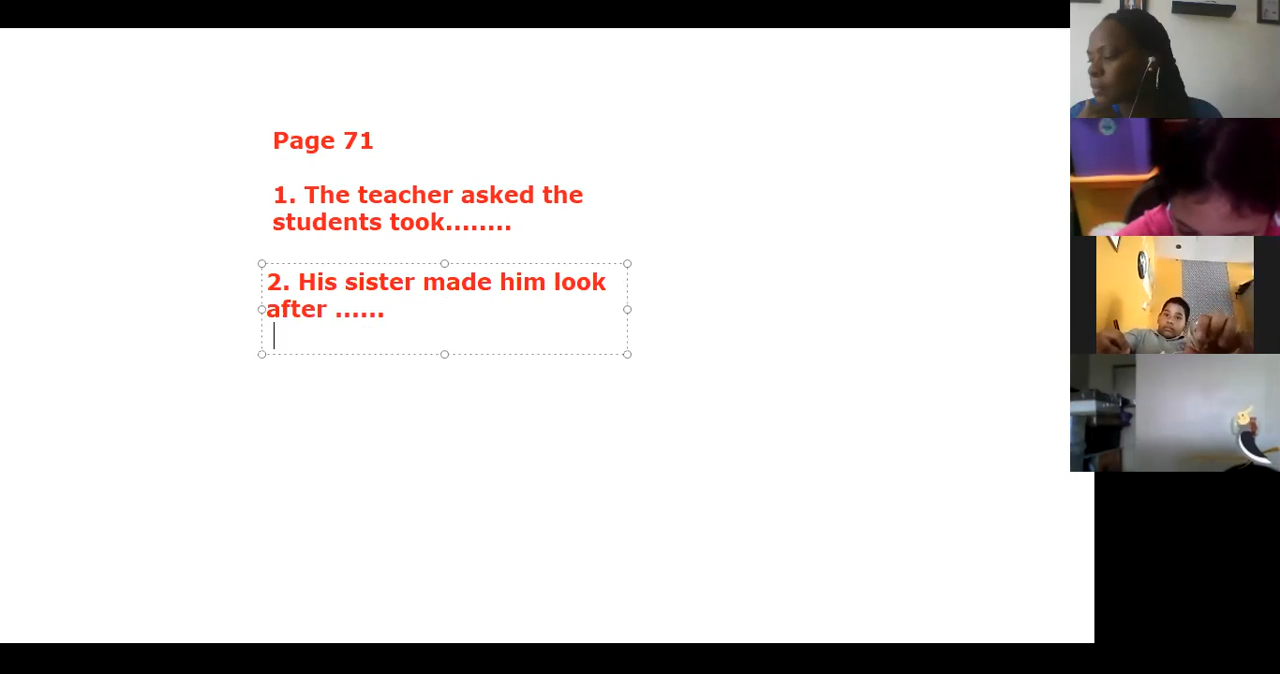 Page 71
1. The teacher asked the
students took........
2. His sister made him look
after ......